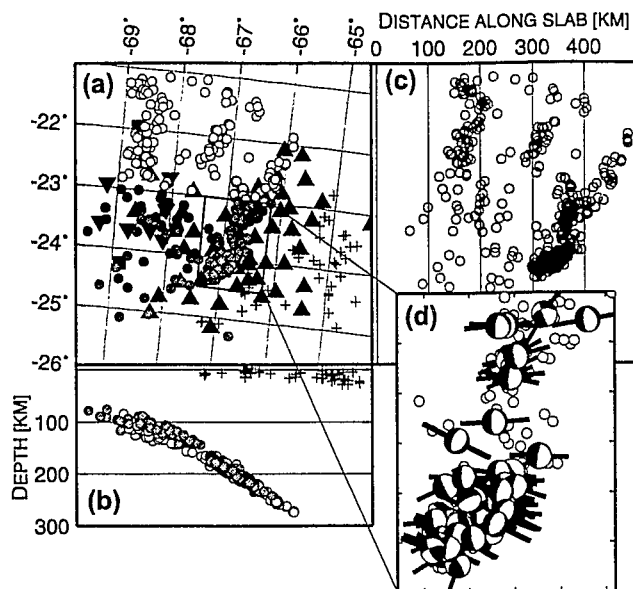 DISTANCE ALONG SLAB [KM]
-69° -68° -67° -66° -65°
0 100 200 300 400
(a)
(c)
-22°
-23°
-24°
-25°
-26°
(d)
DEPTH [KM]
100
200
300
(b)